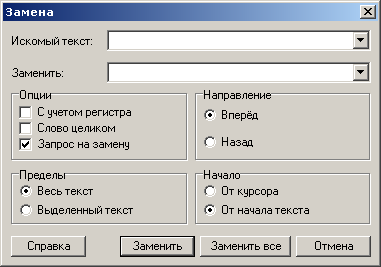 Замена
Искомый текст:
Заменить:
Опции
С учетом регистра
Слово целиком
Запрос на замену
Направление
Вперёд
Назад
Пределы
Весь текст
Выделенный текст
Начало
От курсора
От начала текста
Справка
Заменить
Заменить все
Отмена